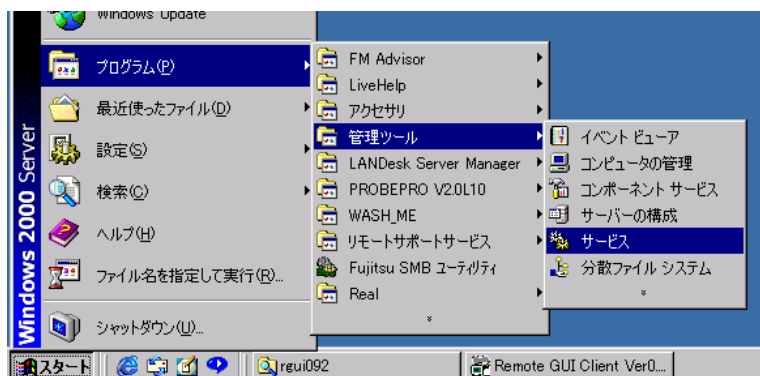 Windows Update
プログラム(P)
最近使ったファイル(D)
設定(S)
検索(C)
ヘルプ(H)
ファイル名を指定して実行(R)...
シャットダウン(U)...
Windows 2000 Server
FM Advisor
LiveHelp
アクセサリ
管理ツール
LANDesk Server Manager
PROBEPRO V2.0L10
WASH_ME
リモートサポートサービス
Fujitsu SMB ユーティリティ
Real
イベント ビューア
コンピュータの管理
コンポーネント サービス
サーバーの構成
サービス
分散ファイル システム
スタート
rgui092
Remote GUI Client Ver0...